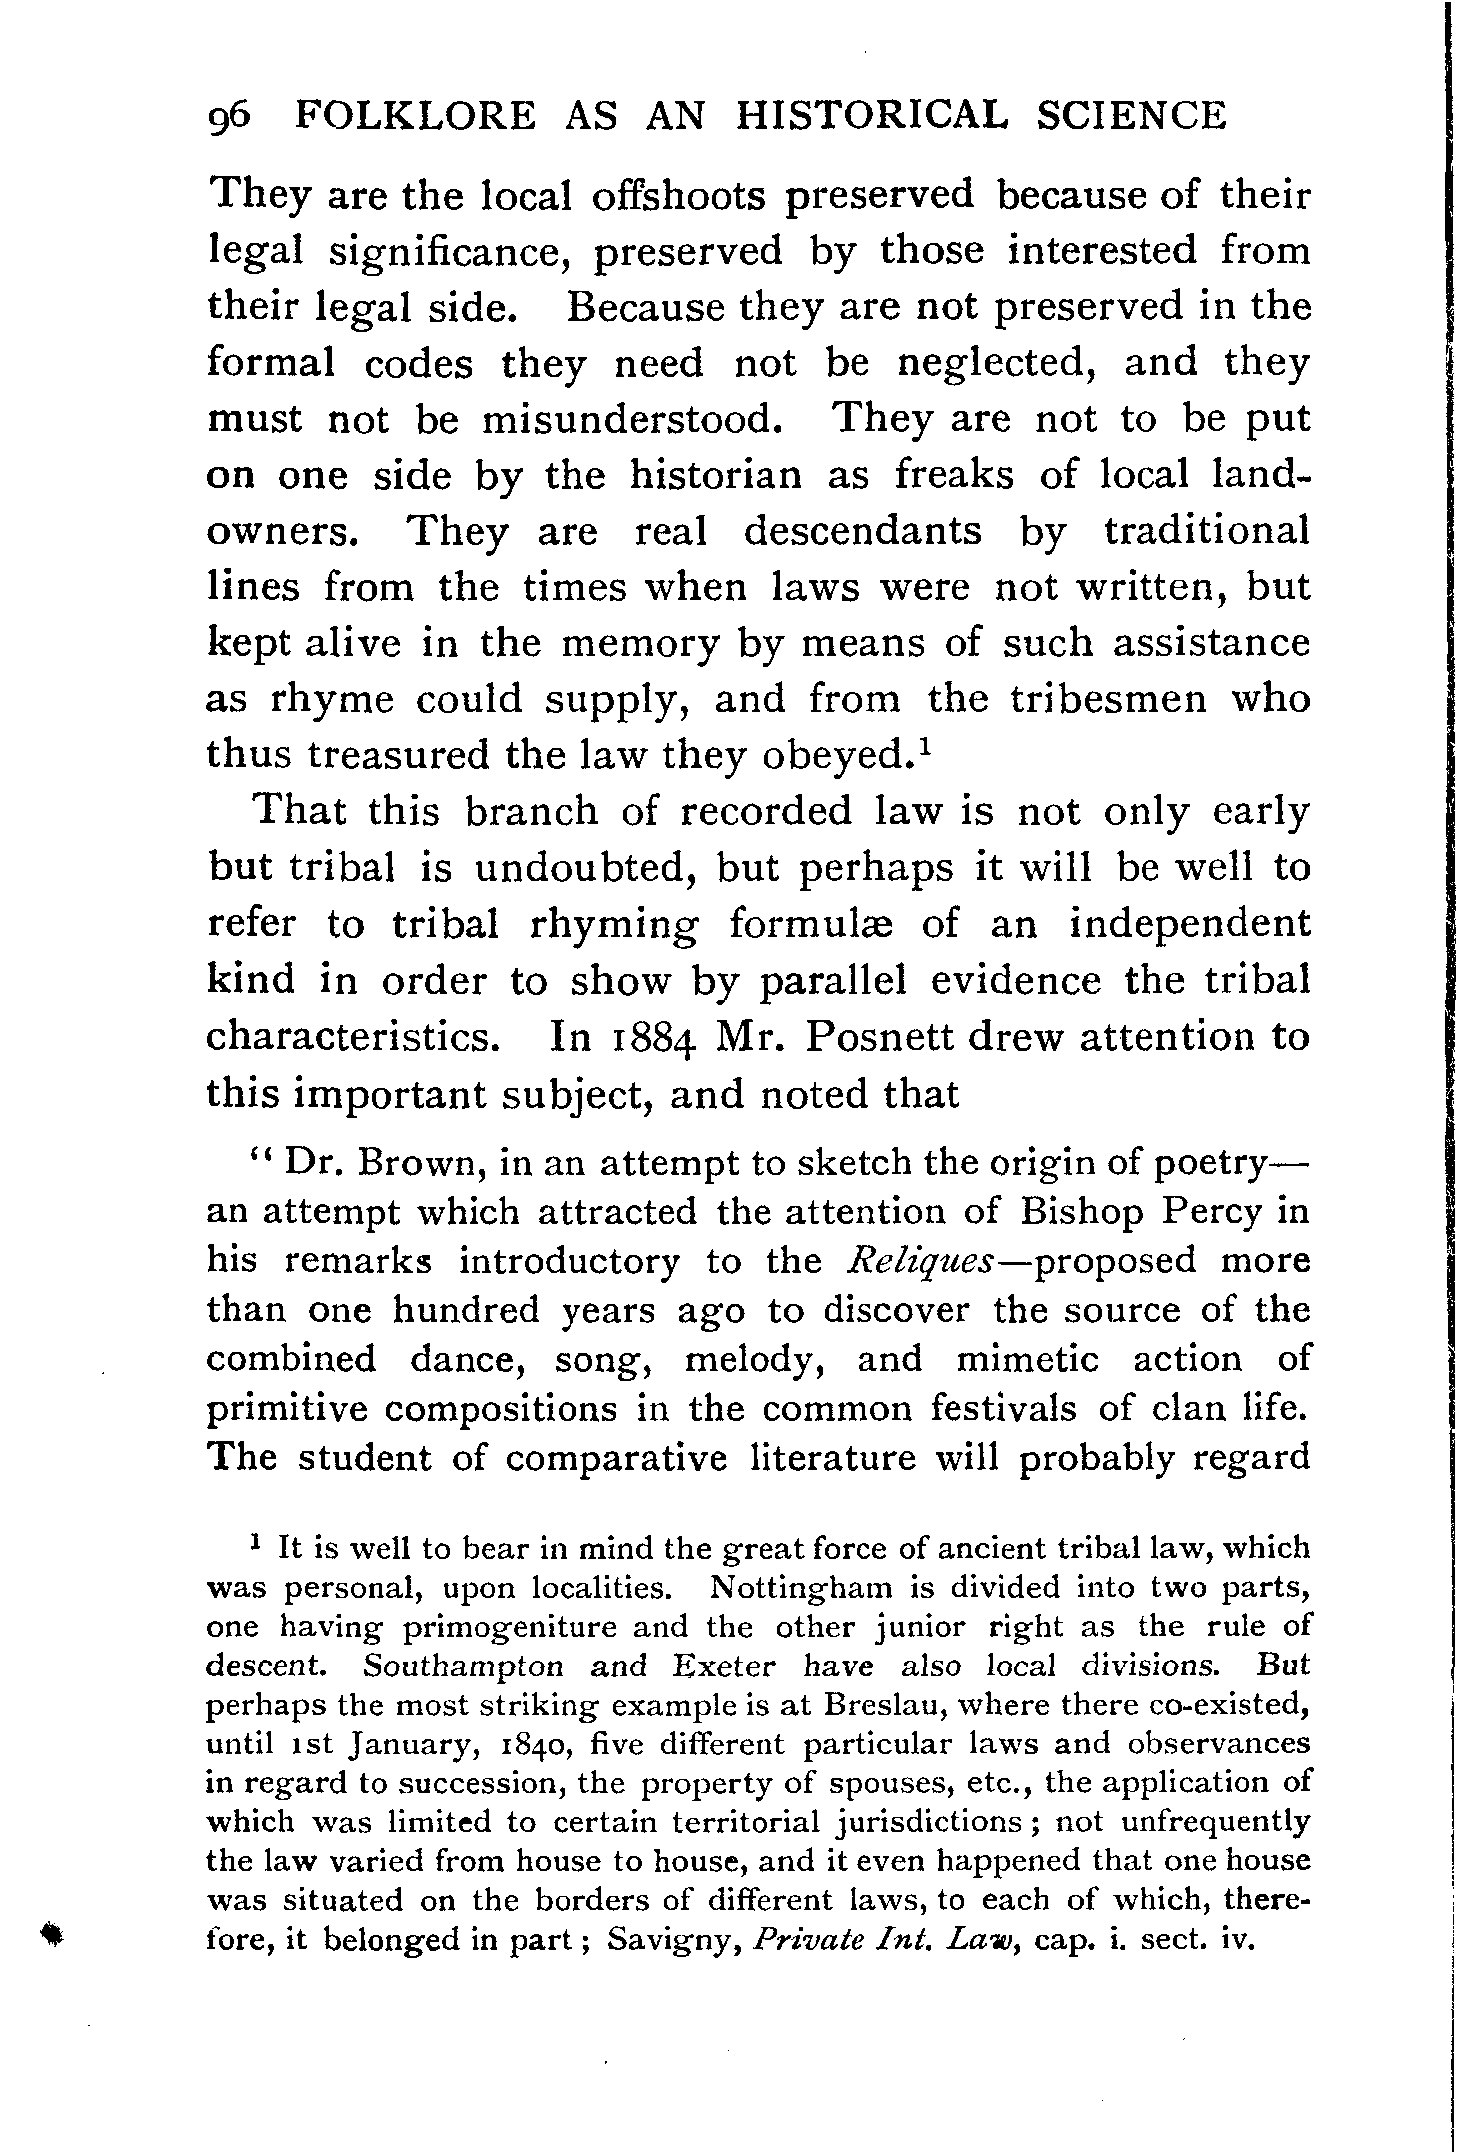 96 FOLKLORE AS AN HISTORICAL SCIENCE
They are the local offshoots preserved because of their
legal significance, preserved by those interested from
their legal side. Because they are not preserved in the
formal codes they need not be neglected, and they
must not be misunderstood. They are not to be put
on one side by the historian as freaks of local land-
owners. They are real descendants by traditional
lines from the times when laws were not written, but
kept alive in the memory by means of such assistance
as rhyme could supply, and from the tribesmen who
thus treasured the law they obeyed.¹
That this branch of recorded law is not only early
but tribal is undoubted, but perhaps it will be well to
refer to tribal rhyming formulæ of an independent
kind in order to show by parallel evidence the tribal
characteristics. In 1884 Mr. Posnett drew attention to
this important subject, and noted that
“ Dr. Brown, in an attempt to sketch the origin of poetry—
an attempt which attracted the attention of Bishop Percy in
his remarks introductory to the Reliques—proposed more
than one hundred years ago to discover the source of the
combined dance, song, melody, and mimetic action of
primitive compositions in the common festivals of clan life.
The student of comparative literature will probably regard
¹ It is well to bear in mind the great force of ancient tribal law, which
was personal, upon localities. Nottingham is divided into two parts,
one having primogeniture and the other junior right as the rule of
descent. Southampton and Exeter have also local divisions. But
perhaps the most striking example is at Breslau, where there co-existed,
until 1st January, 1840, five different particular laws and observances
in regard to succession, the property of spouses, etc., the application of
which was limited to certain territorial jurisdictions ; not unfrequently
the law varied from house to house, and it even happened that one house
was situated on the borders of different laws, to each of which, there-
fore, it belonged in part ; Savigny, Private Int. Law, cap. i. sect. iv.